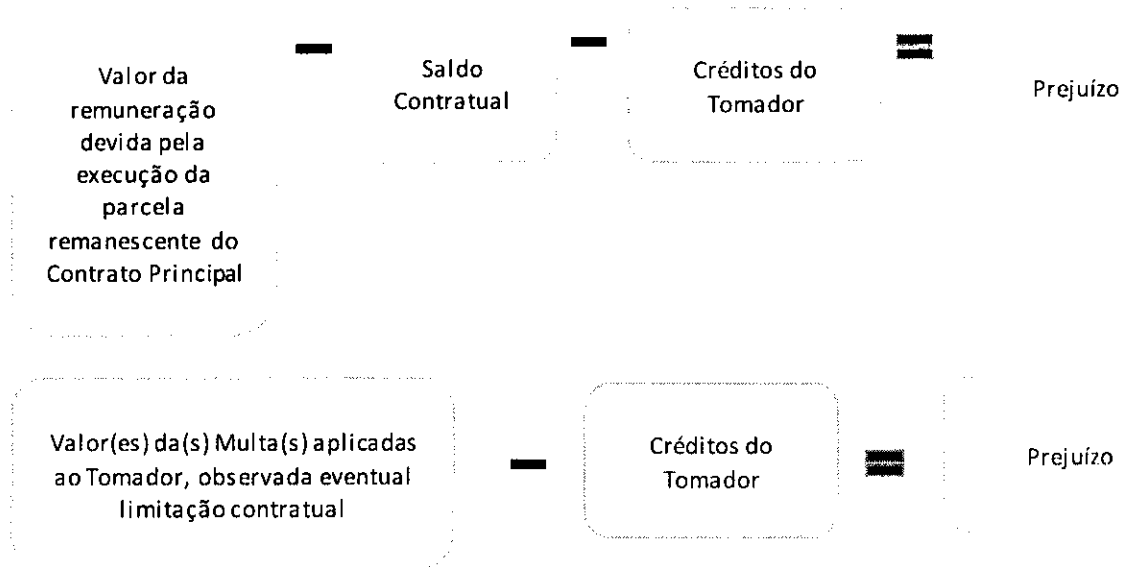 Valor da
remuneração
devida pela
execução da
parcela
remanescente do
Contrato Principal
Saldo
Contratual
Créditos do
Tomador
Prejuízo
Valor(es) da(s) Multa(s) aplicadas
ao Tomador, observada eventual
limitação contratual
Créditos do
Tomador
Prejuízo